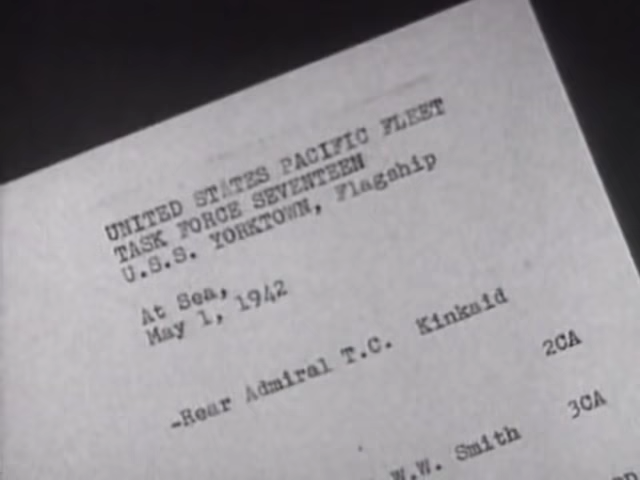 UNITED STATES PACIFIC FLEET
TASK FORCE SEVENTEEN
U.S.S. YORKTOWN, Flagship
At Sea,
May 1, 1942
-Rear Admiral T.C. Kinkaid
2CA
W.W. Smith 3CA